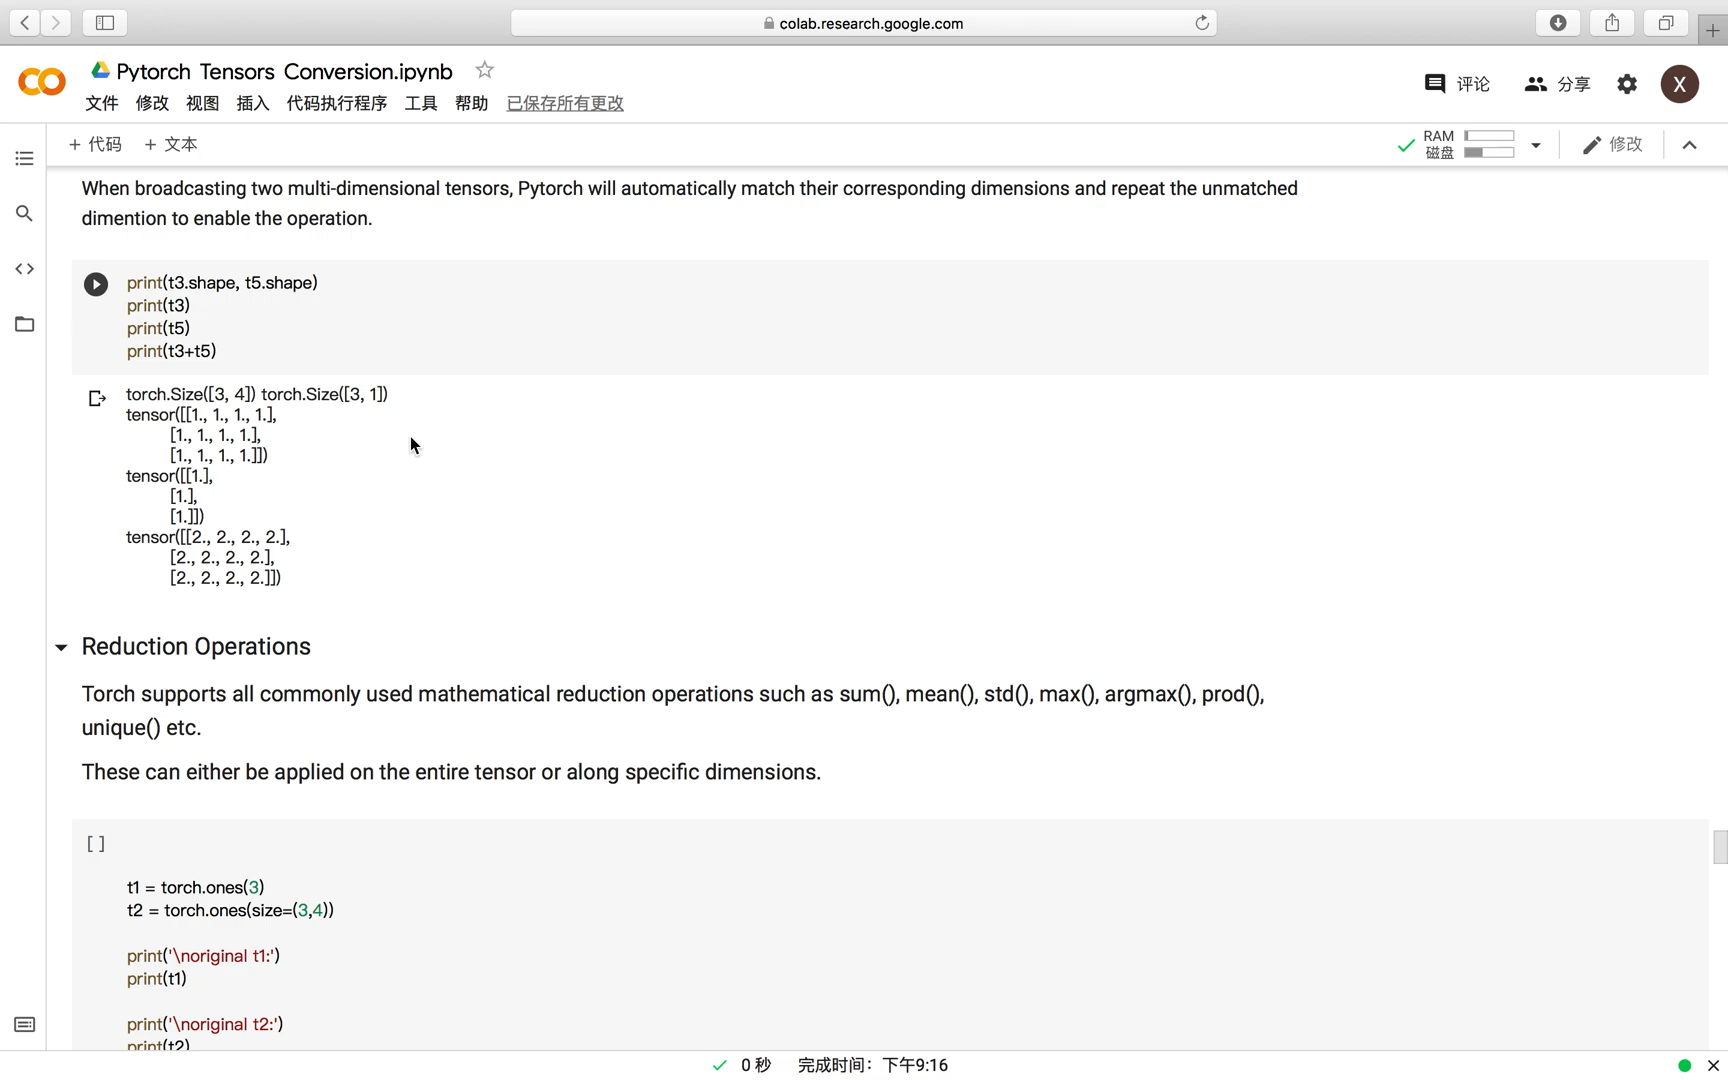 colab.research.google.com
Pytorch Tensors Conversion.ipynb
评论
分享
X
文件 修改 视图 插入 代码执行程序 工具 帮助 已保存所有更改
+ 代码 + 文本
RAM
磁盘
修改
When broadcasting two multi-dimensional tensors, Pytorch will automatically match their corresponding dimensions and repeat the unmatched
dimention to enable the operation.
print(t3.shape, t5.shape)
print(t3)
print(t5)
print(t3+t5)
torch.Size([3, 4]) torch.Size([3, 1])
tensor([[1., 1., 1., 1.],
[1., 1., 1., 1.],
[1., 1., 1., 1.]])
tensor([[1.],
[1.],
[1.]])
tensor([[2., 2., 2., 2.],
[2., 2., 2., 2.],
[2., 2., 2., 2.]])
Reduction Operations
Torch supports all commonly used mathematical reduction operations such as sum(), mean(), std(), max(), argmax(), prod(),
unique() etc.
These can either be applied on the entire tensor or along specific dimensions.
[ ]
t1 = torch.ones(3)
t2 = torch.ones(size=(3,4))
print('\noriginal t1:')
print(t1)
print('\noriginal t2:')
print(t2)
0 秒 完成时间：下午9:16